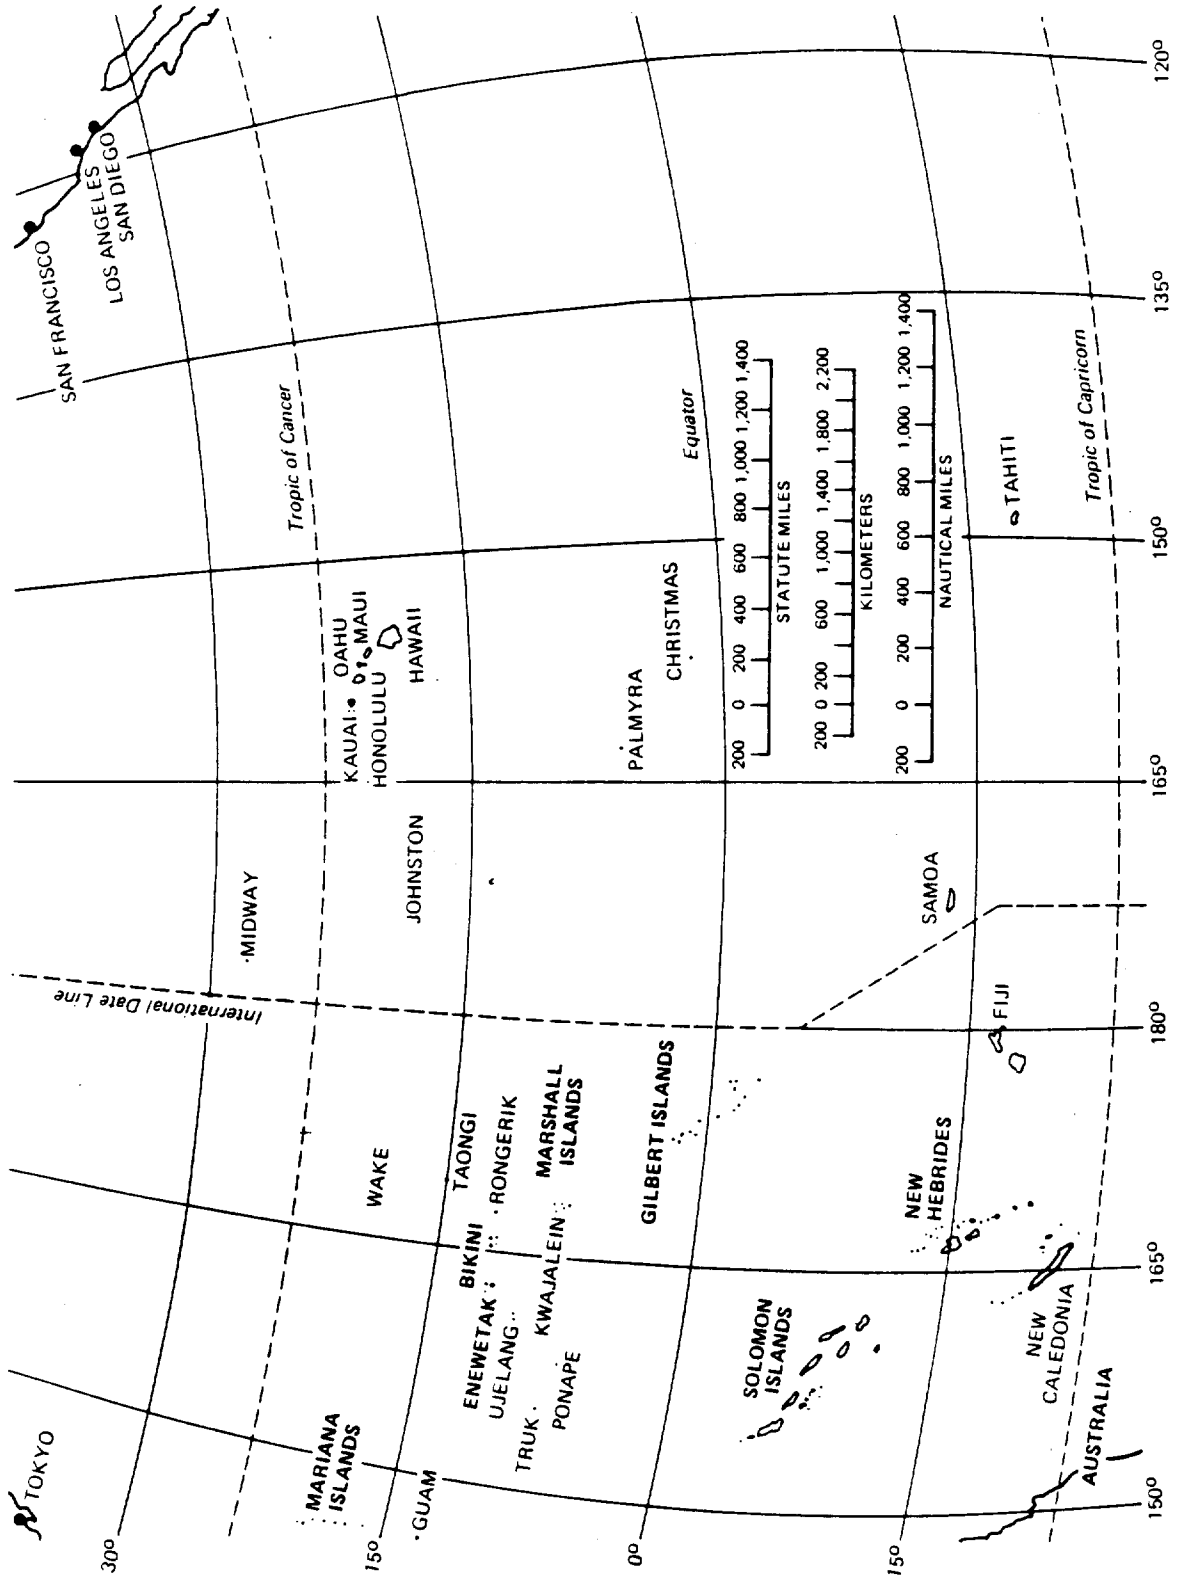 TOKYO
SAN FRANCISCO
LOS ANGELES
SAN DIEGO
30°
International Date Line
MIDWAY
Tropic of Cancer
MARIANA
ISLANDS
WAKE
KAUAI
OAHU
HONOLULU
MAUI
HAWAII
15°
GUAM
TAONGI
JOHNSTON
ENEWETAK
BIKINI
RONGERIK
UJELANG
KWAJALEIN
MARSHALL
ISLANDS
TRUK
PONAPE
0°
GILBERT ISLANDS
PALMYRA
CHRISTMAS
Equator
200 0 200 400 600 800 1,000 1,200 1,400
STATUTE MILES
200 0 200 600 1,000 1,400 1,800 2,200
KILOMETERS
200 0 200 400 600 800 1,000 1,200 1,400
NAUTICAL MILES
SOLOMON
ISLANDS
15°
NEW
HEBRIDES
SAMOA
FIJI
TAHITI
NEW
CALEDONIA
AUSTRALIA
Tropic of Capricorn
150°
165°
180°
165°
150°
135°
120°